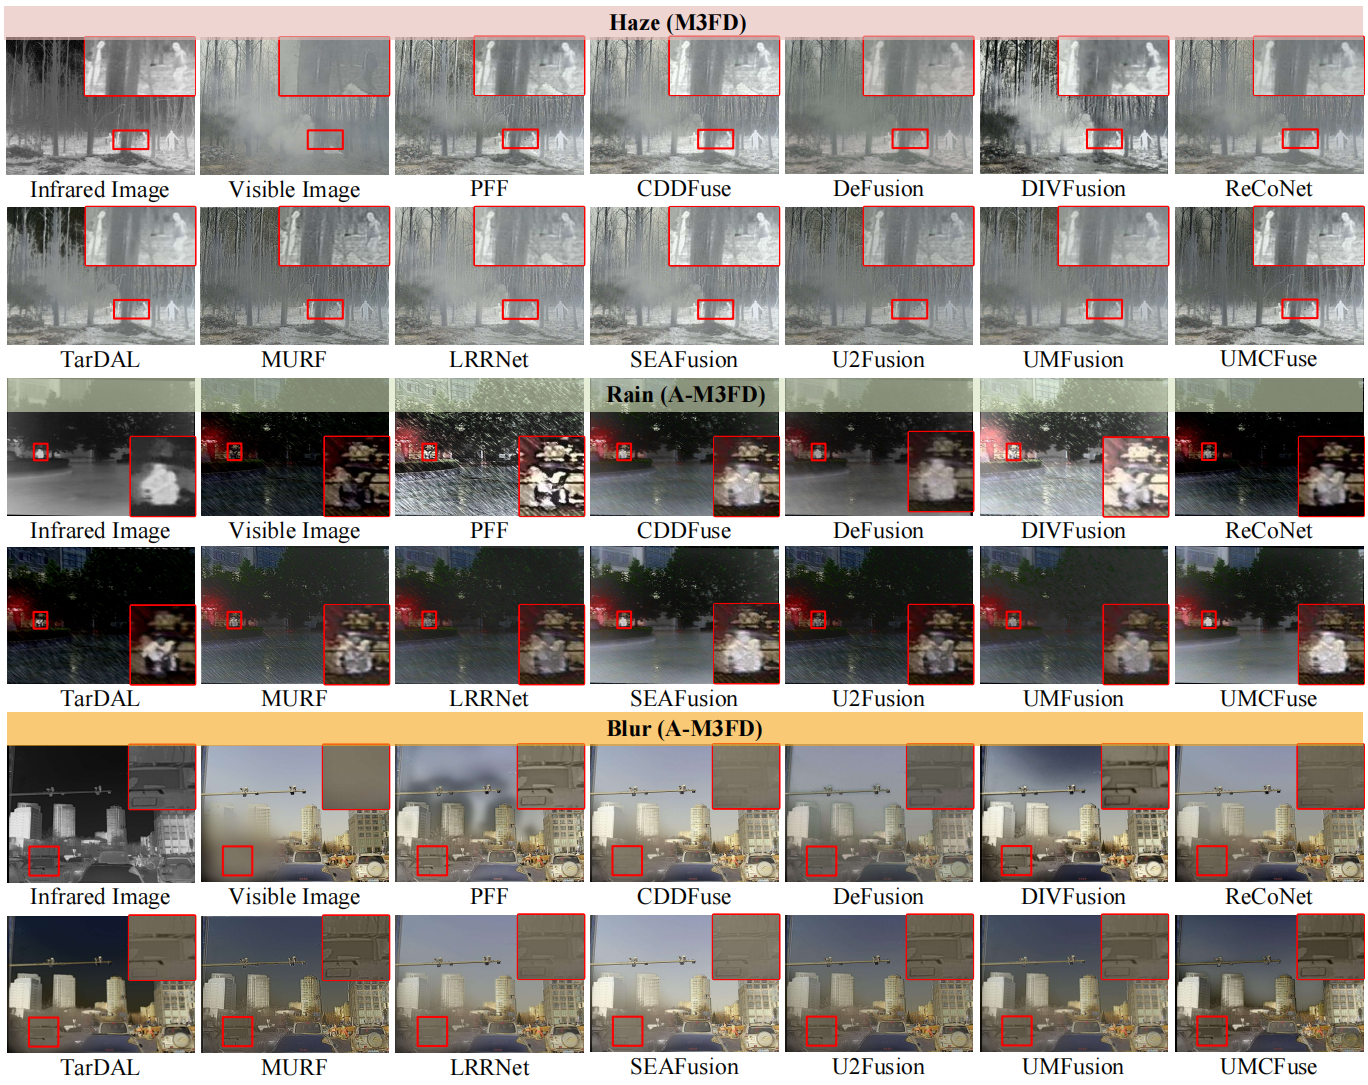 Haze (M3FD)
Infrared Image Visible Image PFF CDDFuse DeFusion DIVFusion ReCoNet
TarDAL MURF LRRNet SEAFusion U2Fusion UMFusion UMCFuse
Rain (A-M3FD)
Infrared Image Visible Image PFF CDDFuse DeFusion DIVFusion ReCoNet
TarDAL MURF LRRNet SEAFusion U2Fusion UMFusion UMCFuse
Blur (A-M3FD)
Infrared Image Visible Image PFF CDDFuse DeFusion DIVFusion ReCoNet
TarDAL MURF LRRNet SEAFusion U2Fusion UMFusion UMCFuse